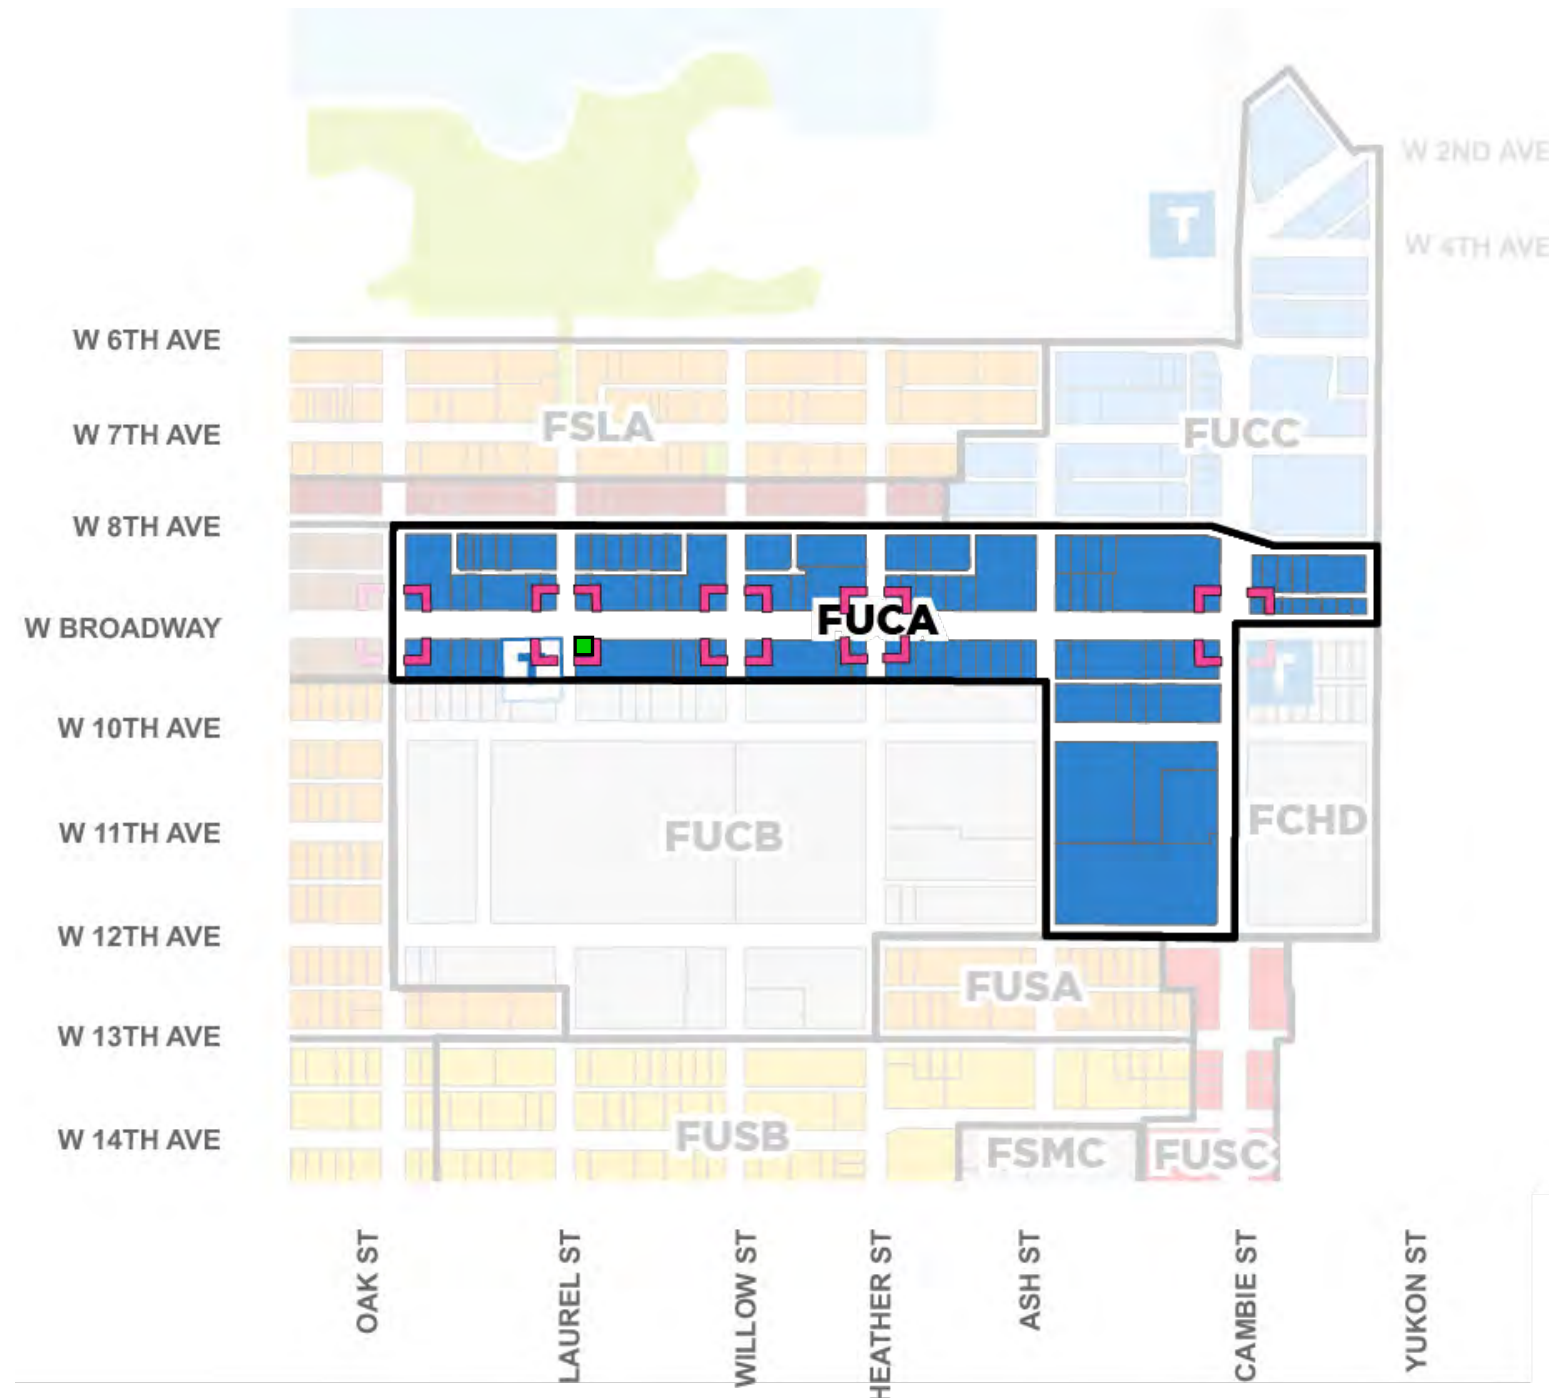 W 2ND AVE
T
W 4TH AVE
W 6TH AVE
W 7TH AVE
FSLA
FUCC
W 8TH AVE
W BROADWAY
FUCA
T
T
W 10TH AVE
W 11TH AVE
FUCB
FCHD
W 12TH AVE
FUSA
W 13TH AVE
W 14TH AVE
FUSB
FSMC
FUSC
OAK ST
LAUREL ST
WILLOW ST
HEATHER ST
ASH ST
CAMBIE ST
YUKON ST